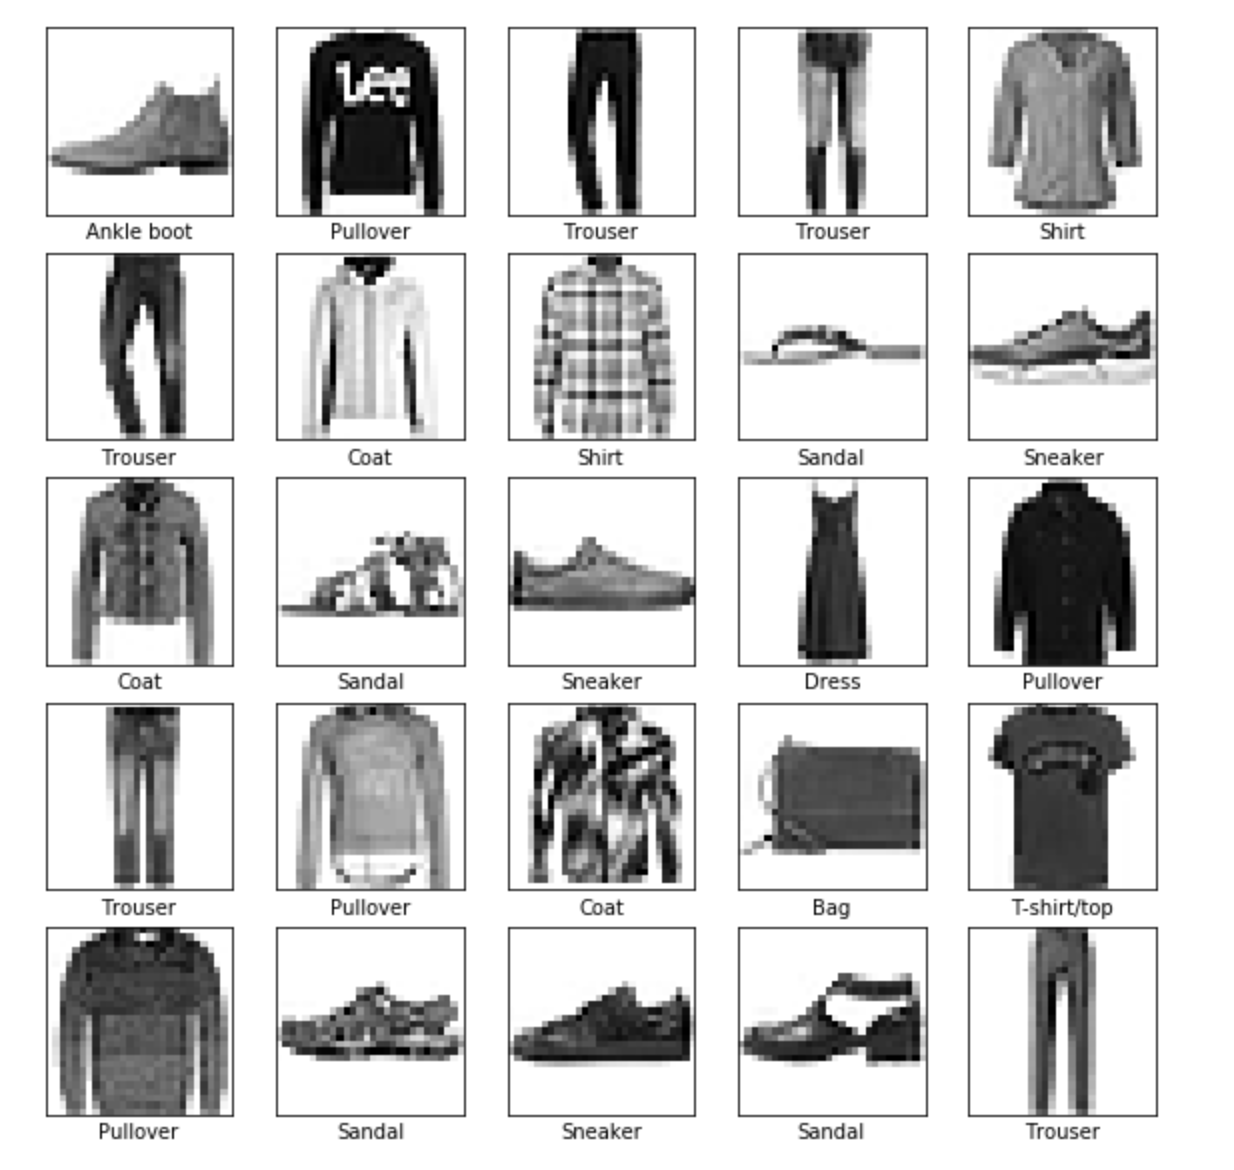 Lee
Ankle boot
Pullover
Trouser
Trouser
Shirt
Trouser
Coat
Shirt
Sandal
Sneaker
Coat
Sandal
Sneaker
Dress
Pullover
Trouser
Pullover
Coat
Bag
T-shirt/top
Pullover
Sandal
Sneaker
Sandal
Trouser